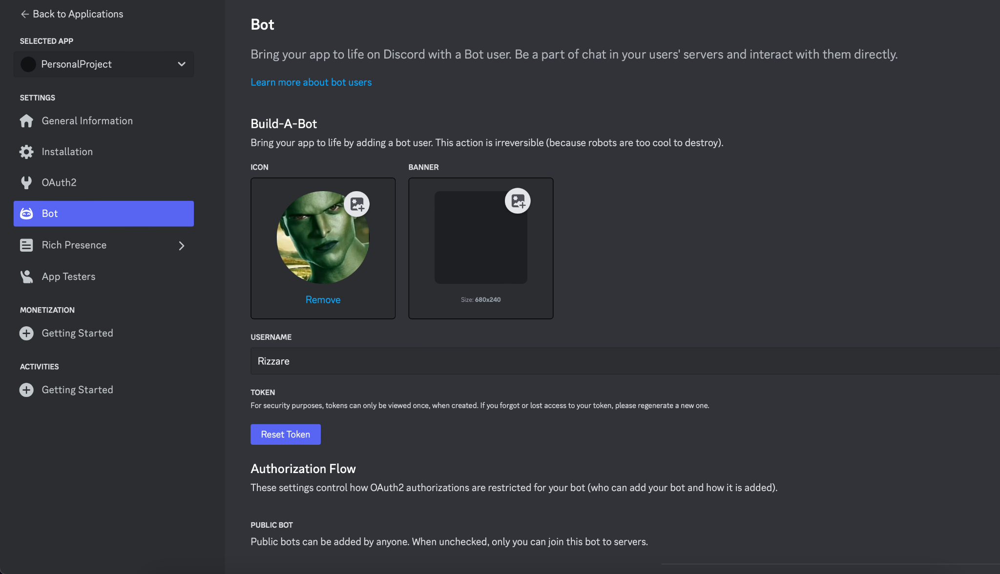 Back to Applications
SELECTED APP
PersonalProject
SETTINGS
General Information
Installation
OAuth2
Bot
Rich Presence
App Testers
MONETIZATION
Getting Started
ACTIVITIES
Getting Started
Bot
Bring your app to life on Discord with a Bot user. Be a part of chat in your users' servers and interact with them directly.
Learn more about bot users
Build-A-Bot
Bring your app to life by adding a bot user. This action is irreversible (because robots are too cool to destroy).
ICON
BANNER
Remove
Size: 680x240
USERNAME
Rizzare
TOKEN
For security purposes, tokens can only be viewed once, when created. If you forgot or lost access to your token, please regenerate a new one.
Reset Token
Authorization Flow
These settings control how OAuth2 authorizations are restricted for your bot (who can add your bot and how it is added).
PUBLIC BOT
Public bots can be added by anyone. When unchecked, only you can join this bot to servers.